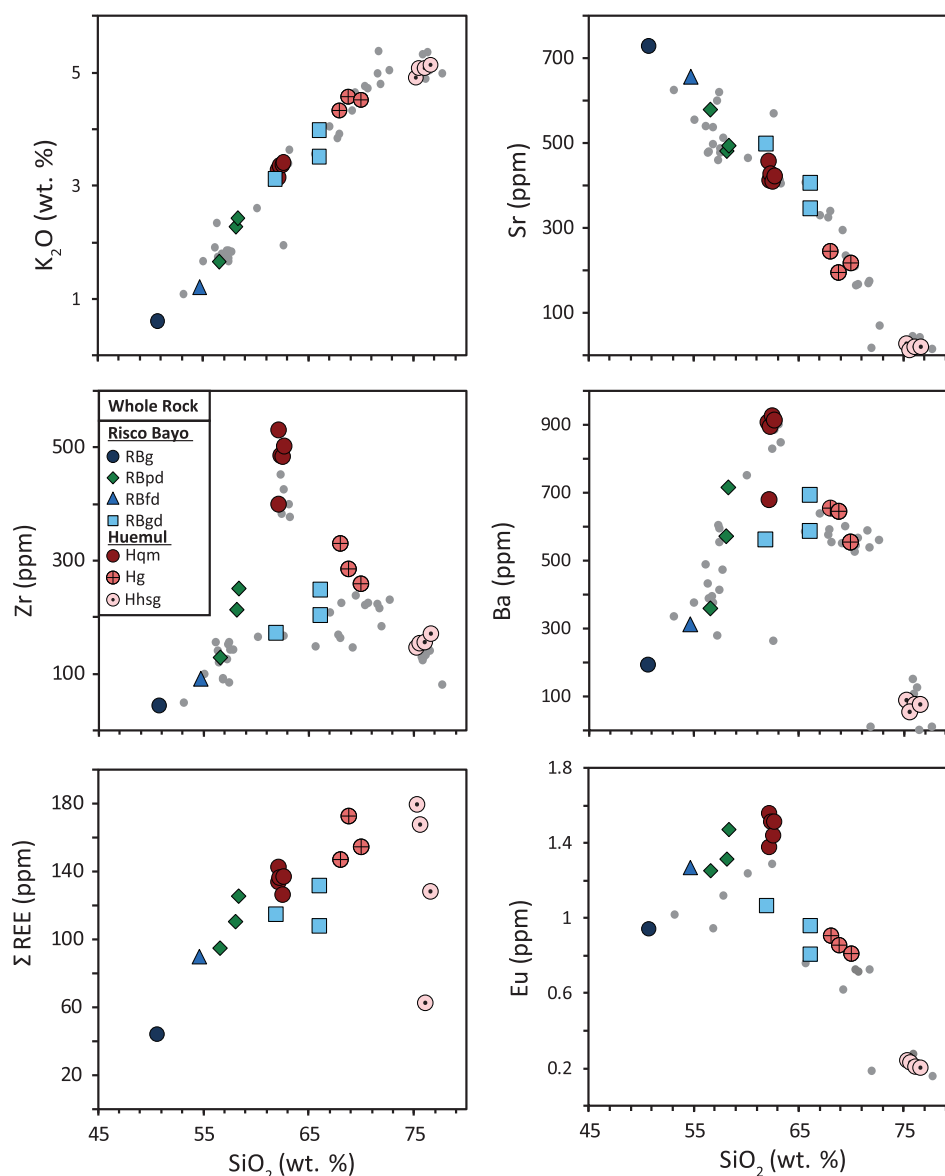 K2O (wt. %)
5
3
1
Sr (ppm)
700
500
300
100
Zr (ppm)
500
300
100
Whole Rock
Risco Bayo
RBg
RBpd
RBfd
RBgd
Huemul
Hqm
Hg
Hhsg
Ba (ppm)
900
700
500
300
100
Σ REE (ppm)
180
140
100
60
20
45 55 65 75
SiO2 (wt. %)
Eu (ppm)
1.8
1.4
1
0.6
0.2
45 55 65 75
SiO2 (wt. %)